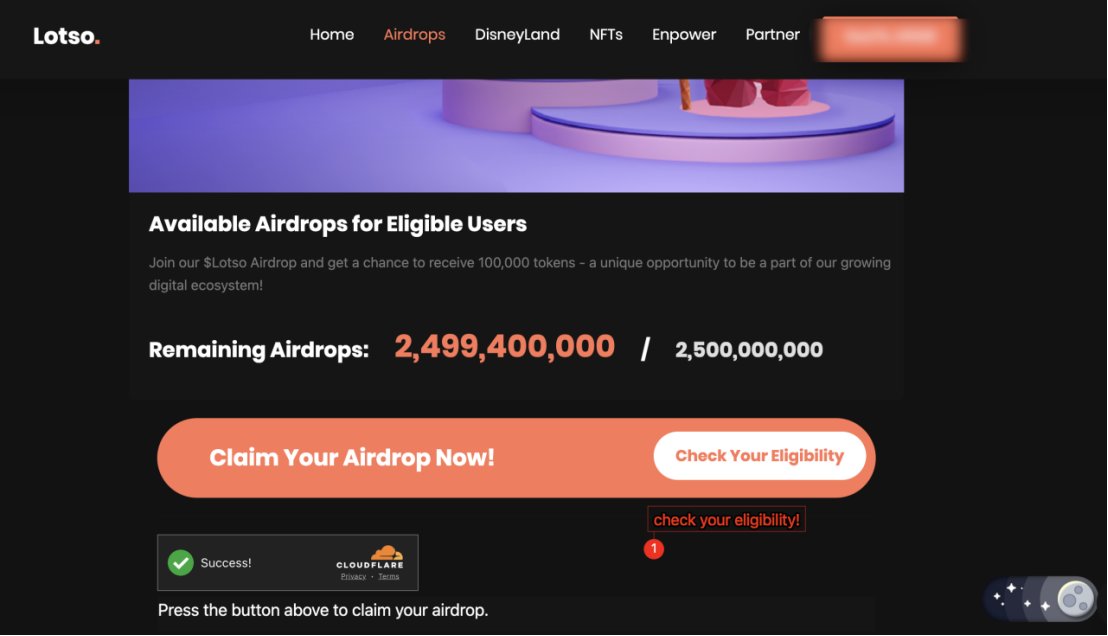 Lotso.
Home Airdrops DisneyLand NFTs Enpower Partner
Available Airdrops for Eligible Users
Join our $Lotso Airdrop and get a chance to receive 100,000 tokens - a unique opportunity to be a part of our growing
digital ecosystem!
Remaining Airdrops: 2,499,400,000 / 2,500,000,000
Claim Your Airdrop Now! Check Your Eligibility
check your eligibility!
1
Success!
CLOUDFLARE
Privacy • Terms
Press the button above to claim your airdrop.